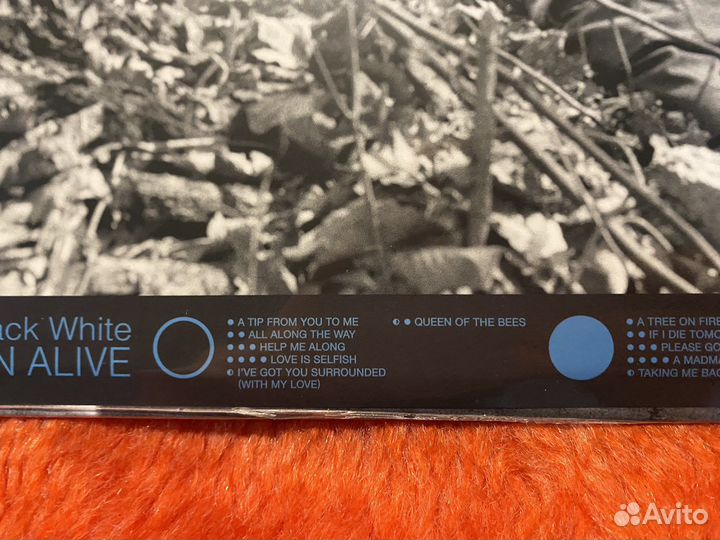 ack White
N ALIVE
A TIP FROM YOU TO ME
ALL ALONG THE WAY
HELP ME ALONG
LOVE IS SELFISH
I'VE GOT YOU SURROUNDED
(WITH MY LOVE)
QUEEN OF THE BEES
A TREE ON FIRE
IF I DIE TOMO
PLEASE GO
A MADMA
TAKING ME BAC
Avito